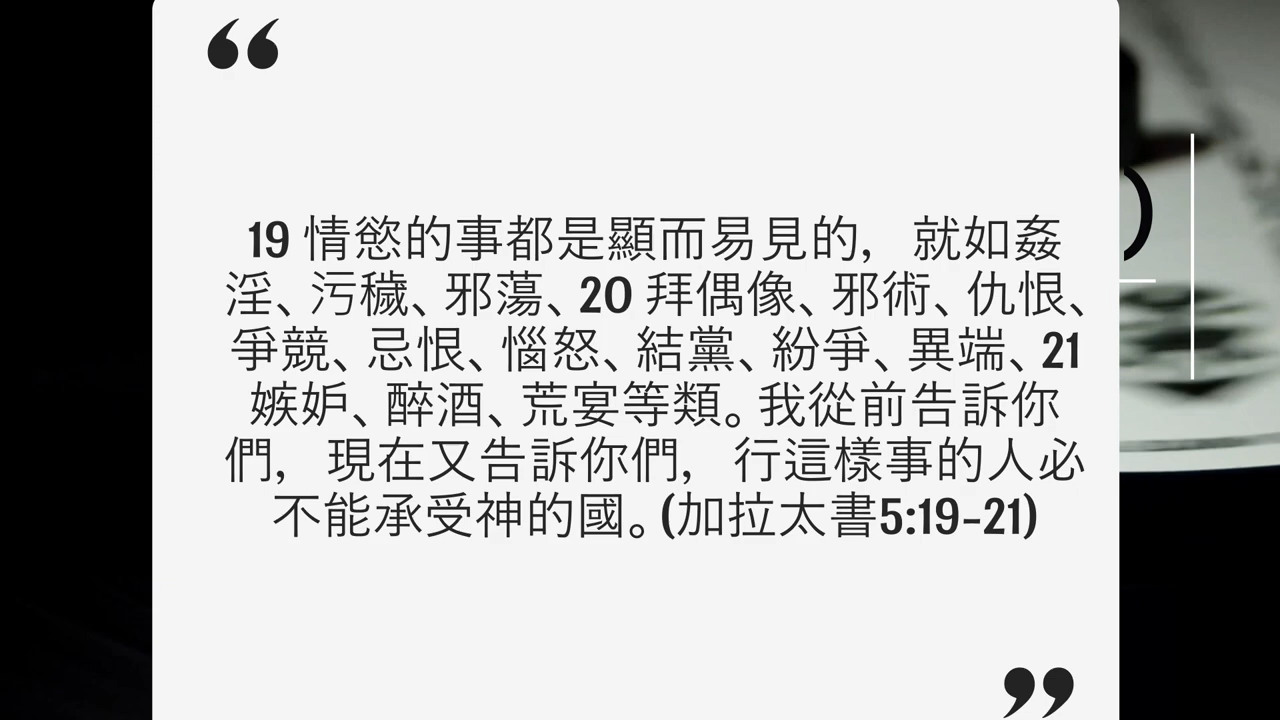 “
19 情慾的事都是顯而易見的，就如姦
淫、污穢、邪蕩、20 拜偶像、邪術、仇恨、
爭競、忌恨、惱怒、結黨、紛爭、異端、21
嫉妒、醉酒、荒宴等類。我從前告訴你
們，現在又告訴你們，行這樣事的人必
不能承受神的國。(加拉太書5:19-21)
”